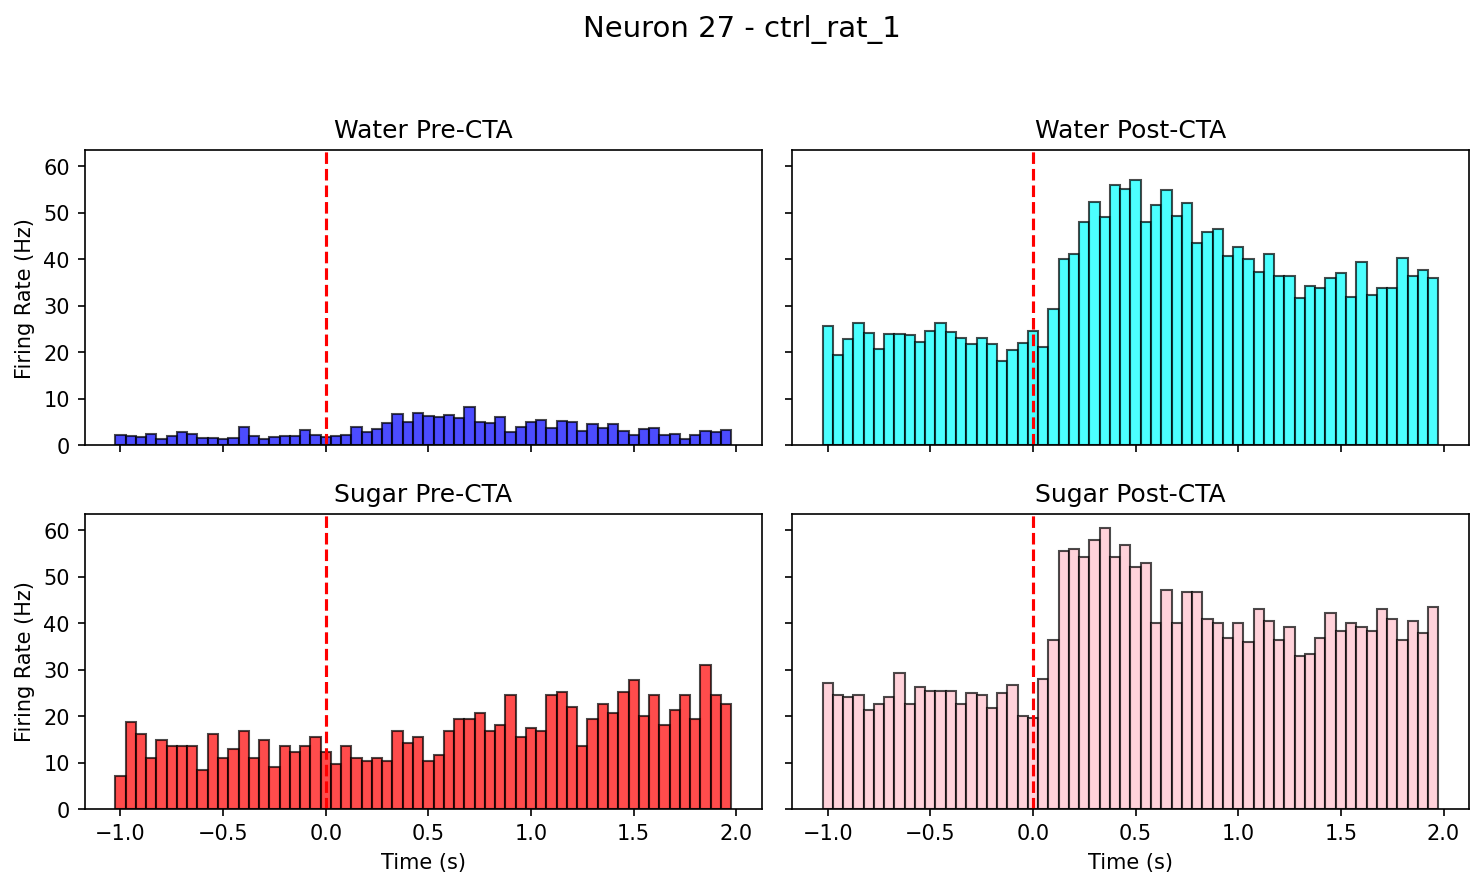 Neuron 27 - ctrl_rat_1
Water Pre-CTA
Water Post-CTA
Firing Rate (Hz)
60
50
40
30
20
10
0
Sugar Pre-CTA
Sugar Post-CTA
Firing Rate (Hz)
60
50
40
30
20
10
0
−1.0 −0.5 0.0 0.5 1.0 1.5 2.0
−1.0 −0.5 0.0 0.5 1.0 1.5 2.0
Time (s)
Time (s)